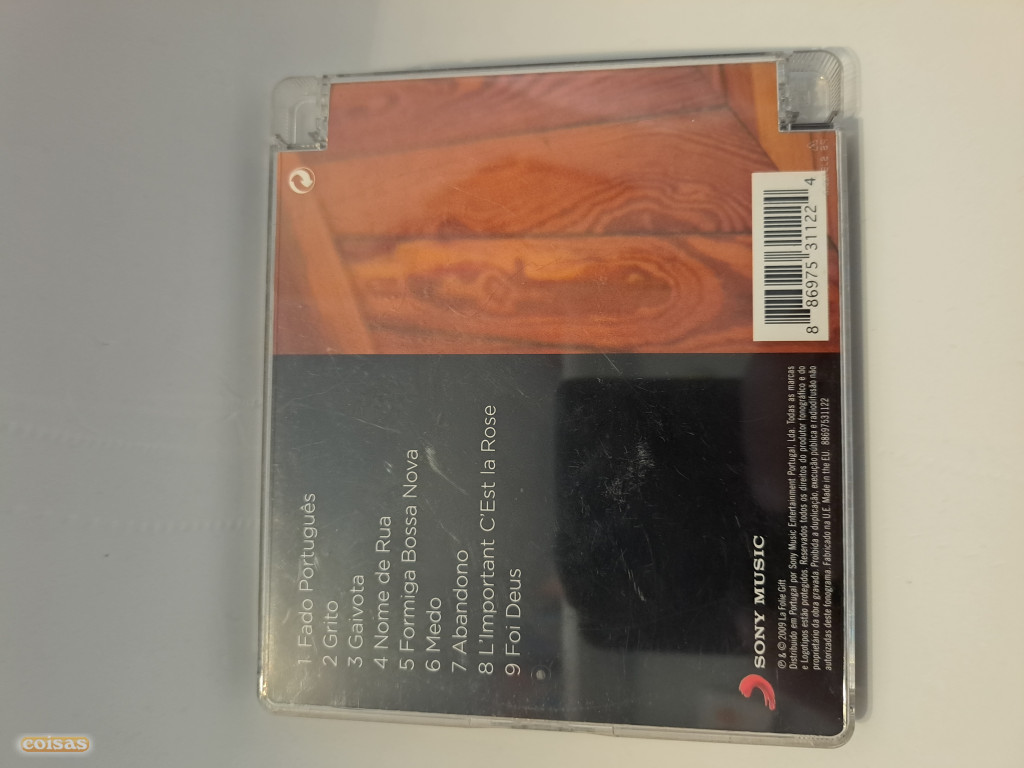 1 Fado Português
2 Grito
3 Gaivota
4 Nome de Rua
5 Formiga Bossa Nova
6 Medo
7 Abandono
8 L'Important C'Est la Rose
9 Foi Deus
SONY MUSIC
℗ & © 2009 La Folie Gift
Distribuído em Portugal por Sony Music Entertainment Portugal, Lda. Todas as marcas
e Logotipos estão protegidos. Reservados todos os direitos do produtor fonográfico e do
proprietário da obra gravada. Proibida a duplicação, execução pública e radiodifusão não
autorizadas deste fonograma. Fabricado na U.E. Made in the EU. 88697531122
8 86975 31122 4
coisas